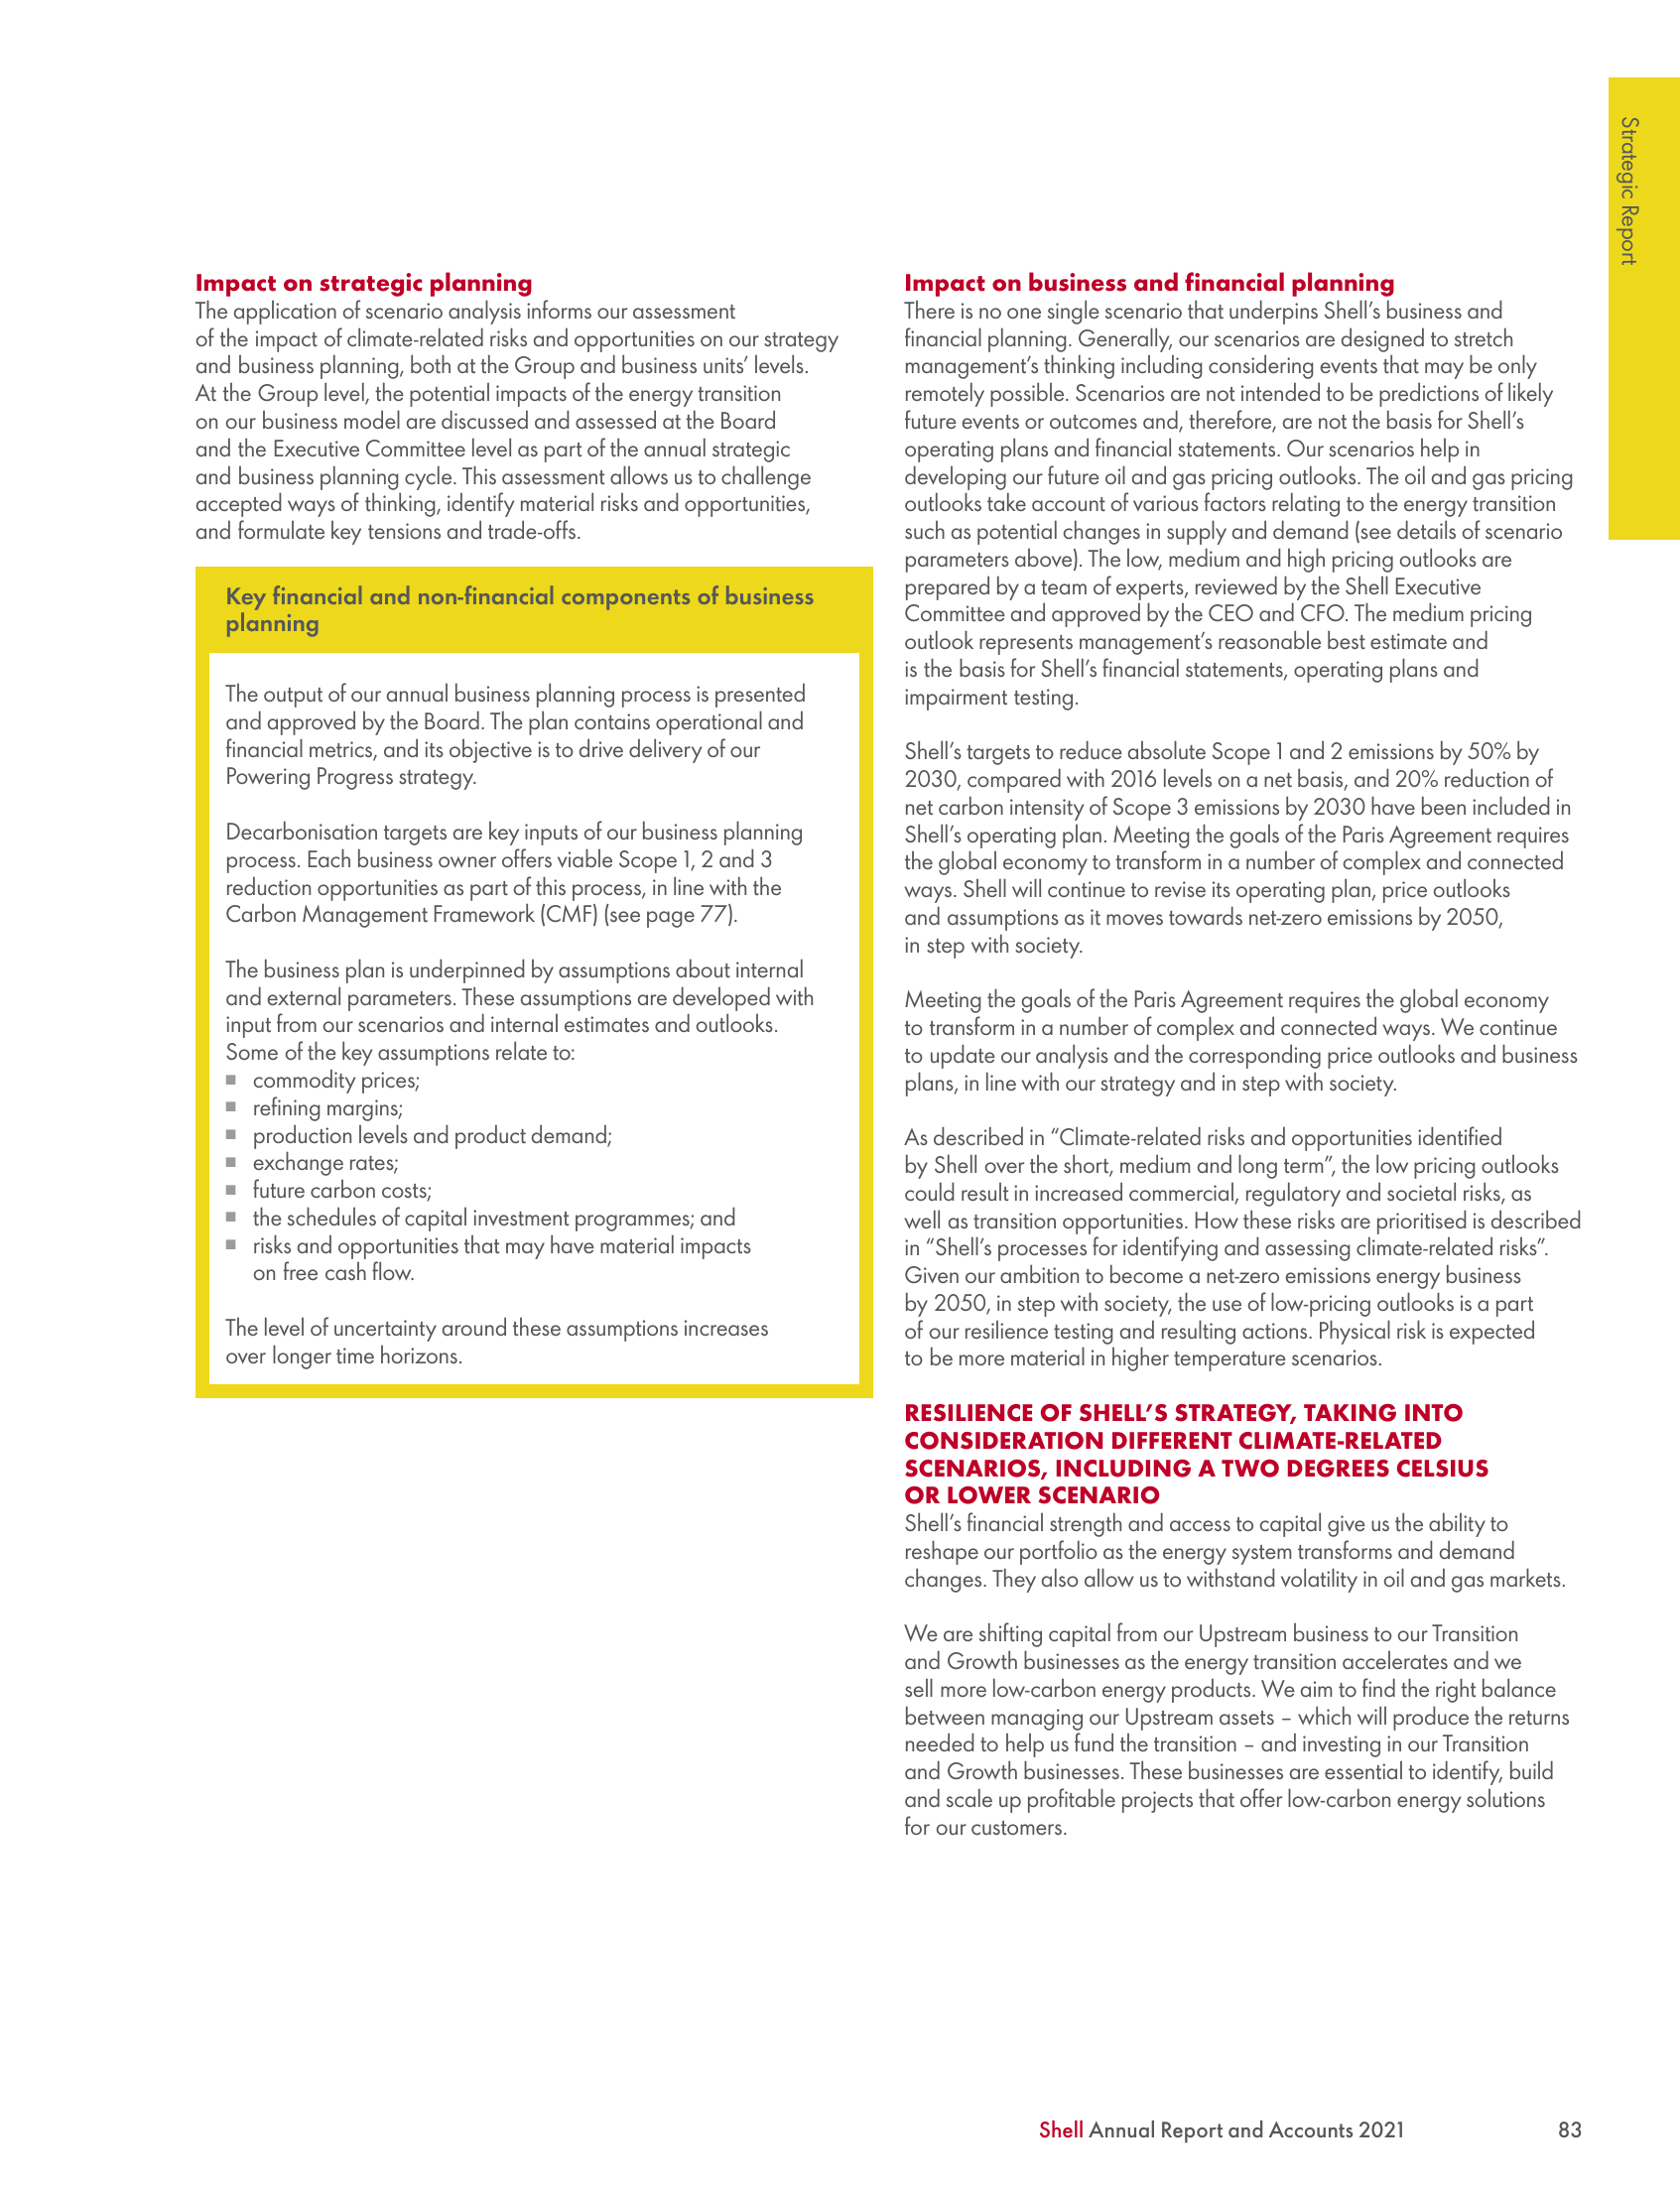 Strategic Report
Impact on strategic planning
The application of scenario analysis informs our assessment
of the impact of climate-related risks and opportunities on our strategy
and business planning, both at the Group and business units’ levels.
At the Group level, the potential impacts of the energy transition
on our business model are discussed and assessed at the Board
and the Executive Committee level as part of the annual strategic
and business planning cycle. This assessment allows us to challenge
accepted ways of thinking, identify material risks and opportunities,
and formulate key tensions and trade-offs.
Key financial and non-financial components of business
planning
The output of our annual business planning process is presented
and approved by the Board. The plan contains operational and
financial metrics, and its objective is to drive delivery of our
Powering Progress strategy.
Decarbonisation targets are key inputs of our business planning
process. Each business owner offers viable Scope 1, 2 and 3
reduction opportunities as part of this process, in line with the
Carbon Management Framework (CMF) (see page 77).
The business plan is underpinned by assumptions about internal
and external parameters. These assumptions are developed with
input from our scenarios and internal estimates and outlooks.
Some of the key assumptions relate to:
■ commodity prices;
■ refining margins;
■ production levels and product demand;
■ exchange rates;
■ future carbon costs;
■ the schedules of capital investment programmes; and
■ risks and opportunities that may have material impacts
on free cash flow.
The level of uncertainty around these assumptions increases
over longer time horizons.
Impact on business and financial planning
There is no one single scenario that underpins Shell’s business and
financial planning. Generally, our scenarios are designed to stretch
management’s thinking including considering events that may be only
remotely possible. Scenarios are not intended to be predictions of likely
future events or outcomes and, therefore, are not the basis for Shell’s
operating plans and financial statements. Our scenarios help in
developing our future oil and gas pricing outlooks. The oil and gas pricing
outlooks take account of various factors relating to the energy transition
such as potential changes in supply and demand (see details of scenario
parameters above). The low, medium and high pricing outlooks are
prepared by a team of experts, reviewed by the Shell Executive
Committee and approved by the CEO and CFO. The medium pricing
outlook represents management’s reasonable best estimate and
is the basis for Shell’s financial statements, operating plans and
impairment testing.
Shell’s targets to reduce absolute Scope 1 and 2 emissions by 50% by
2030, compared with 2016 levels on a net basis, and 20% reduction of
net carbon intensity of Scope 3 emissions by 2030 have been included in
Shell’s operating plan. Meeting the goals of the Paris Agreement requires
the global economy to transform in a number of complex and connected
ways. Shell will continue to revise its operating plan, price outlooks
and assumptions as it moves towards net-zero emissions by 2050,
in step with society.
Meeting the goals of the Paris Agreement requires the global economy
to transform in a number of complex and connected ways. We continue
to update our analysis and the corresponding price outlooks and business
plans, in line with our strategy and in step with society.
As described in “Climate-related risks and opportunities identified
by Shell over the short, medium and long term”, the low pricing outlooks
could result in increased commercial, regulatory and societal risks, as
well as transition opportunities. How these risks are prioritised is described
in “Shell’s processes for identifying and assessing climate-related risks”.
Given our ambition to become a net-zero emissions energy business
by 2050, in step with society, the use of low-pricing outlooks is a part
of our resilience testing and resulting actions. Physical risk is expected
to be more material in higher temperature scenarios.
RESILIENCE OF SHELL’S STRATEGY, TAKING INTO
CONSIDERATION DIFFERENT CLIMATE-RELATED
SCENARIOS, INCLUDING A TWO DEGREES CELSIUS
OR LOWER SCENARIO
Shell’s financial strength and access to capital give us the ability to
reshape our portfolio as the energy system transforms and demand
changes. They also allow us to withstand volatility in oil and gas markets.
We are shifting capital from our Upstream business to our Transition
and Growth businesses as the energy transition accelerates and we
sell more low-carbon energy products. We aim to find the right balance
between managing our Upstream assets – which will produce the returns
needed to help us fund the transition – and investing in our Transition
and Growth businesses. These businesses are essential to identify, build
and scale up profitable projects that offer low-carbon energy solutions
for our customers.
Shell Annual Report and Accounts 2021 83